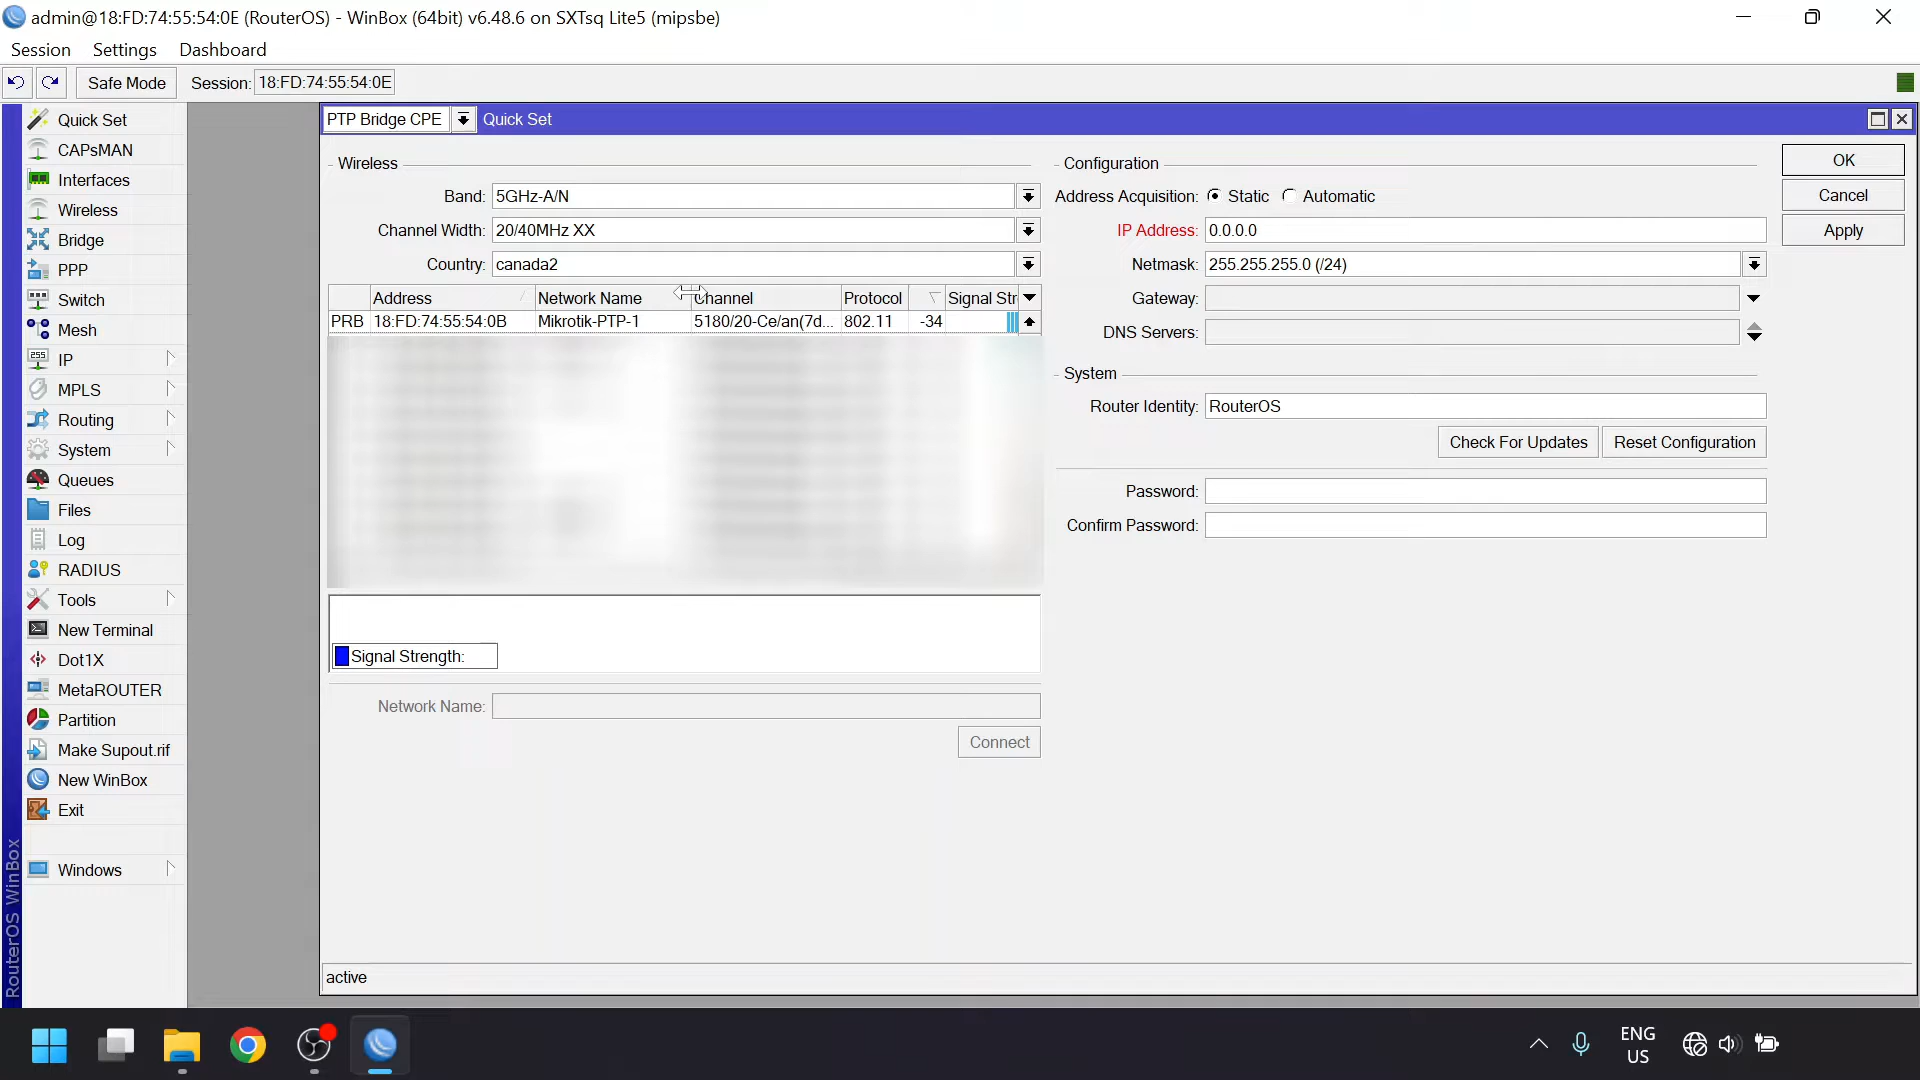 admin@18:FD:74:55:54:0E (RouterOS) - WinBox (64bit) v6.48.6 on SXTsq Lite5 (mipsbe)
Session Settings Dashboard
Safe Mode Session: 18:FD:74:55:54:0E
Quick Set
CAPsMAN
Interfaces
Wireless
Bridge
PPP
Switch
Mesh
IP
MPLS
Routing
System
Queues
Files
Log
RADIUS
Tools
New Terminal
Dot1X
MetaROUTER
Partition
Make Supout.rif
New WinBox
Exit
Windows
RouterOS WinBox
PTP Bridge CPE Quick Set
Wireless
Band: 5GHz-A/N
Channel Width: 20/40MHz XX
Country: canada2
Address Network Name Channel Protocol Signal Str
PRB 18:FD:74:55:54:0B Mikrotik-PTP-1 5180/20-Ce/an(7d... 802.11 -34
Signal Strength:
Network Name:
Connect
Configuration
Address Acquisition: Static Automatic
IP Address: 0.0.0.0
Netmask: 255.255.255.0 (/24)
Gateway:
DNS Servers:
System
Router Identity: RouterOS
Check For Updates Reset Configuration
Password:
Confirm Password:
OK
Cancel
Apply
active
ENG
US